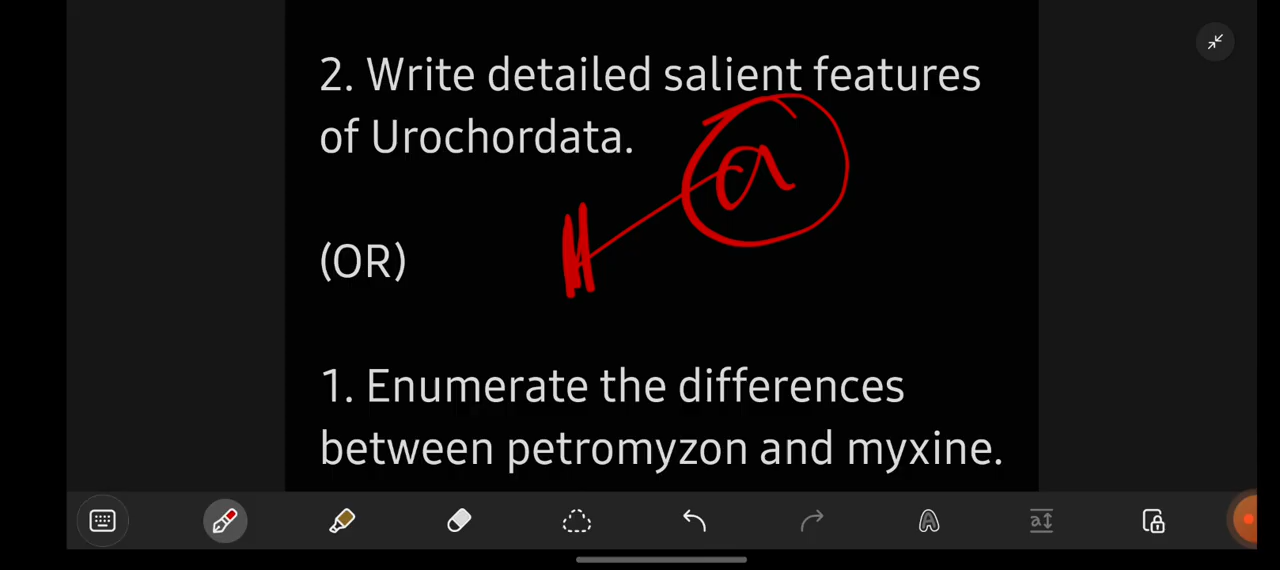 2. Write detailed salient features
of Urochordata.
a
(OR)
1. Enumerate the differences
between petromyzon and myxine.